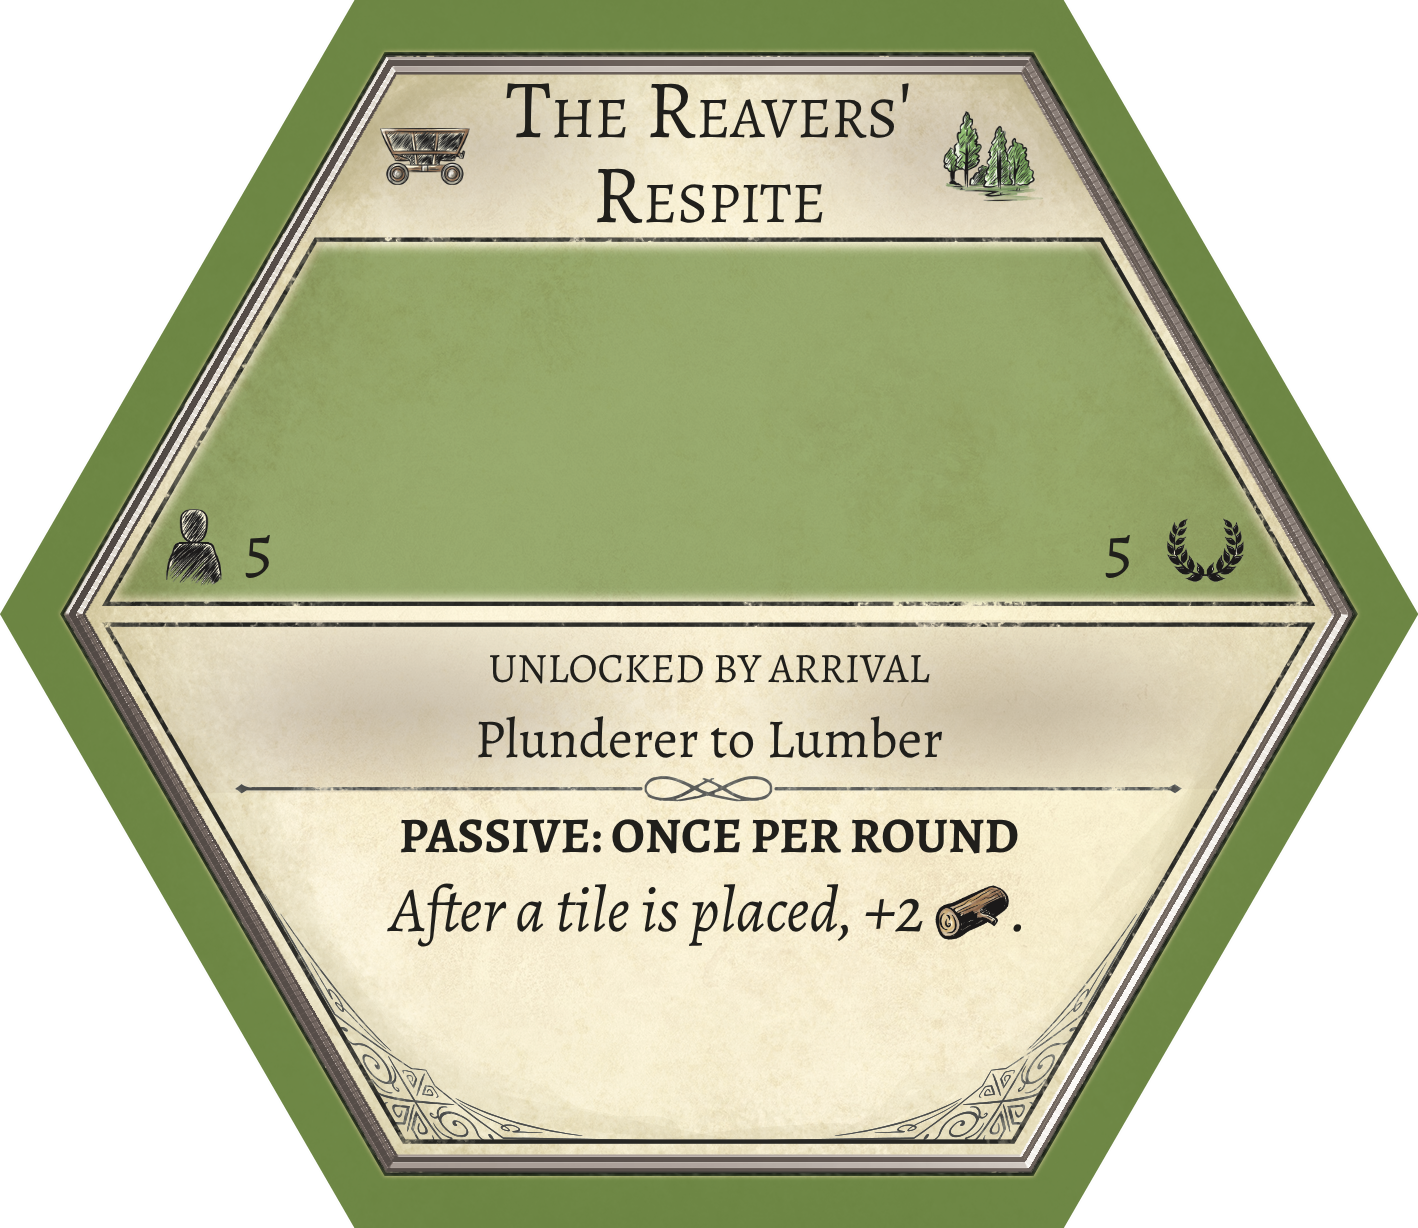 THE REAVERS'
RESPITE
5
5
UNLOCKED BY ARRIVAL
Plunderer to Lumber
PASSIVE: ONCE PER ROUND
After a tile is placed, +2 .